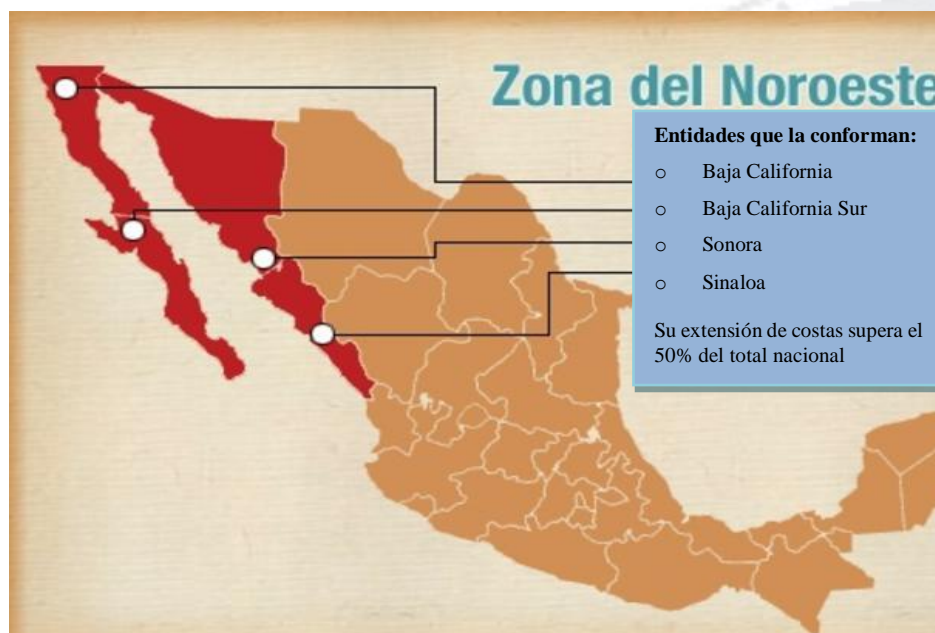 Zona del Noroeste
Entidades que la conforman:
o Baja California
o Baja California Sur
o Sonora
o Sinaloa
Su extensión de costas supera el
50% del total nacional